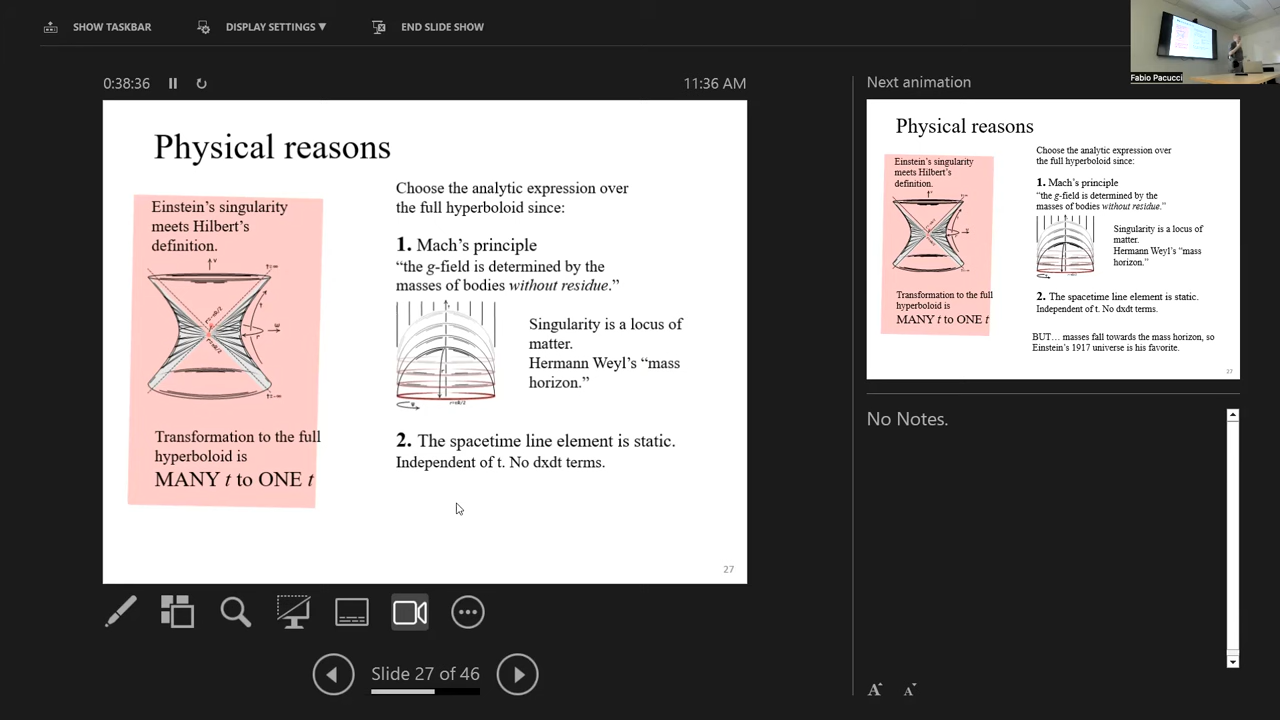 SHOW TASKBAR
DISPLAY SETTINGS ▼
END SLIDE SHOW
Fabio Pacucci
0:38:36
11:36 AM
Next animation
Physical reasons
Einstein's singularity
meets Hilbert's
definition.
Transformation to the full
hyperboloid is
MANY t to ONE t
Choose the analytic expression over
the full hyperboloid since:
1. Mach's principle
“the g-field is determined by the
masses of bodies without residue.”
Singularity is a locus of
matter.
Hermann Weyl's “mass
horizon.”
2. The spacetime line element is static.
Independent of t. No dxdt terms.
27
Physical reasons
Einstein's singularity
meets Hilbert's
definition.
Transformation to the full
hyperboloid is
MANY t to ONE t
Choose the analytic expression over
the full hyperboloid since:
1. Mach's principle
“the g-field is determined by the
masses of bodies without residue.”
Singularity is a locus of
matter.
Hermann Weyl's “mass
horizon.”
2. The spacetime line element is static.
Independent of t. No dxdt terms.
BUT… masses fall towards the mass horizon, so
Einstein's 1917 universe is his favorite.
27
No Notes.
Slide 27 of 46
A A